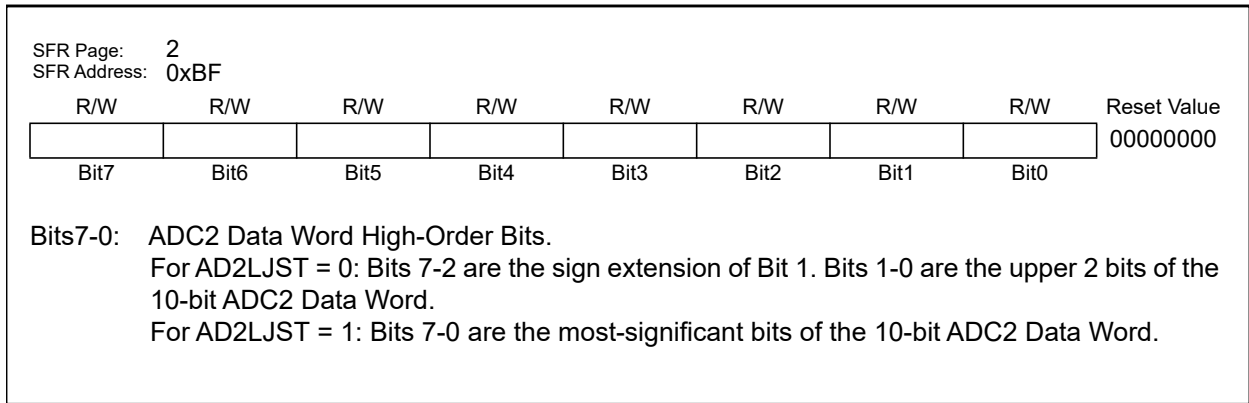 SFR Page: 2
SFR Address: 0xBF
R/W R/W R/W R/W R/W R/W R/W R/W Reset Value
00000000
Bit7 Bit6 Bit5 Bit4 Bit3 Bit2 Bit1 Bit0
Bits7-0: ADC2 Data Word High-Order Bits.
For AD2LJST = 0: Bits 7-2 are the sign extension of Bit 1. Bits 1-0 are the upper 2 bits of the
10-bit ADC2 Data Word.
For AD2LJST = 1: Bits 7-0 are the most-significant bits of the 10-bit ADC2 Data Word.